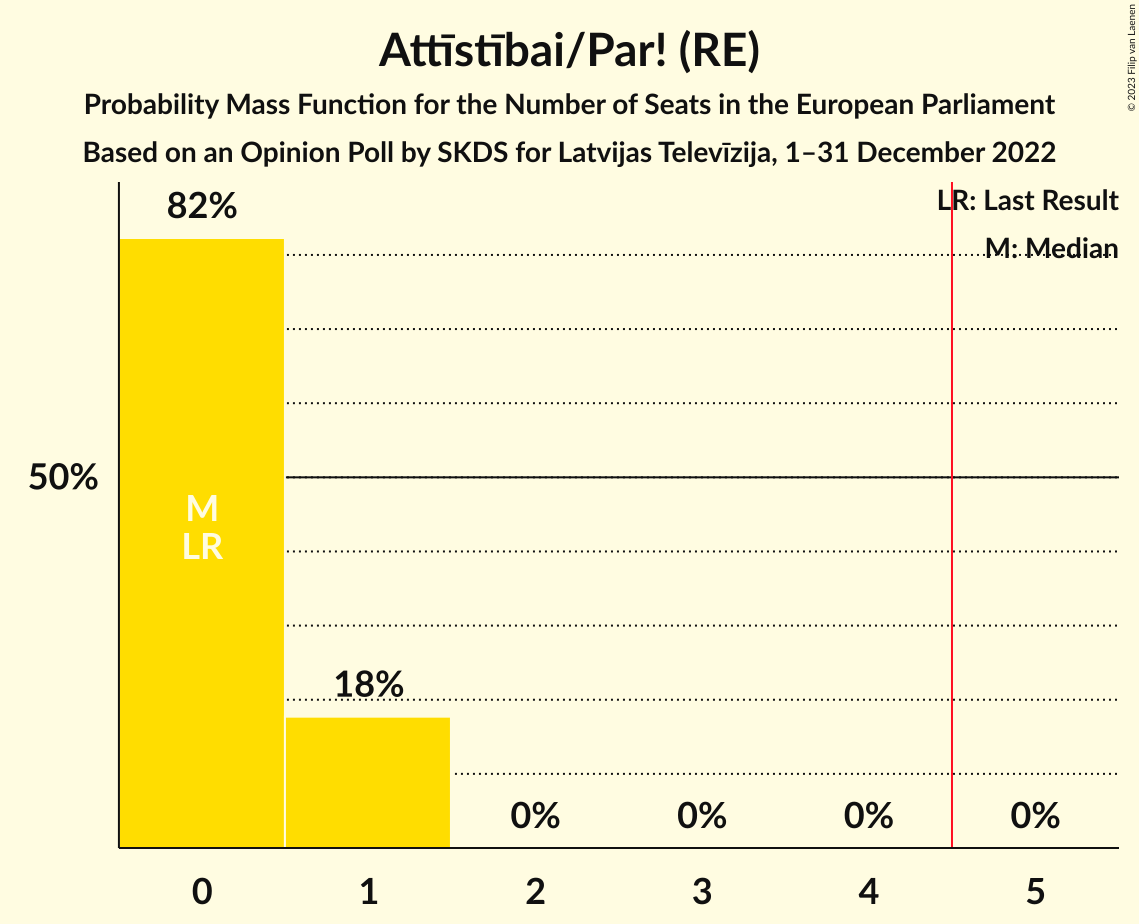 Attīstībai/Par! (RE)
Probability Mass Function for the Number of Seats in the European Parliament
Based on an Opinion Poll by SKDS for Latvijas Televīzija, 1–31 December 2022
© 2023 Filip van Laenen
LR: Last Result
M: Median
82%
50%
M
LR
18%
0% 0% 0% 0%
0 1 2 3 4 5